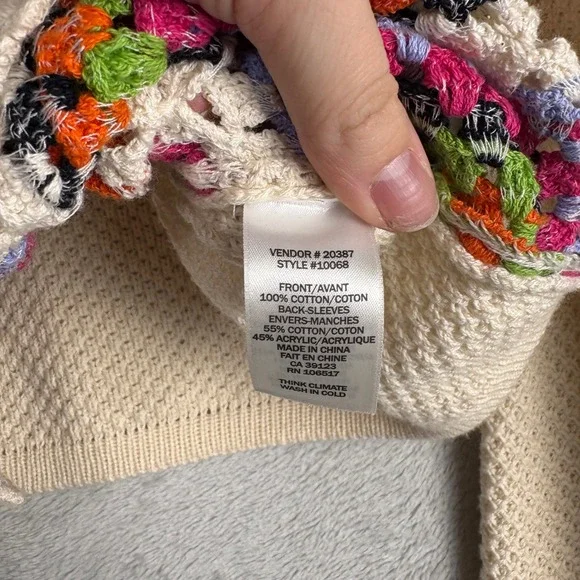 VENDOR # 20387
STYLE #10068
FRONT/AVANT
100% COTTON/COTON
BACK-SLEEVES
ENVERS-MANCHES
55% COTTON/COTON
45% ACRYLIC/ACRYLIQUE
MADE IN CHINA
FAIT EN CHINE
CA 39123
RN 106517
THINK CLIMATE
WASH IN COLD